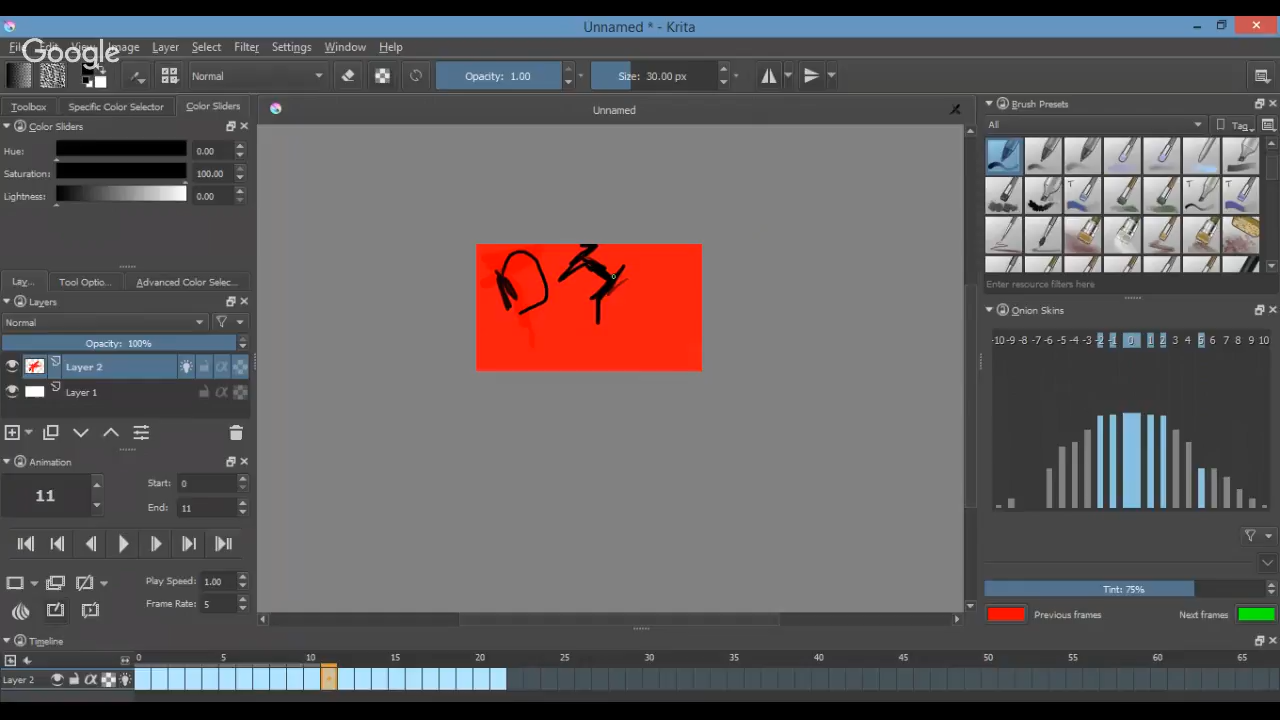 Unnamed * - Krita
File Edit View Image Layer Select Filter Settings Window Help
Google
Normal Opacity: 1.00 Size: 30.00 px
Toolbox Specific Color Selector Color Sliders
Unnamed
Color Sliders
Hue: 0.00
Saturation: 100.00
Lightness: 0.00
Brush Presets
All Tag
Enter resource filters here
Lay... Tool Optio... Advanced Color Selec...
Layers
Normal
Opacity: 100%
Layer 2
Layer 1
Animation
11 Start: 0
End: 11
Play Speed: 1.00
Frame Rate: 5
Onion Skins
-10 -9 -8 -7 -6 -5 -4 -3 -2 -1 0 1 2 3 4 5 6 7 8 9 10
Tint: 75%
Previous frames Next frames
Timeline
0 5 10 15 20 25 30 35 40 45 50 55 60 65
Layer 2